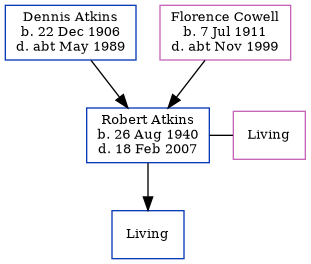 Dennis Atkins
b. 22 Dec 1906
d. abt May 1989
Florence Cowell
b. 7 Jul 1911
d. abt Nov 1999
Robert Atkins
b. 26 Aug 1940
d. 18 Feb 2007
Living
Living